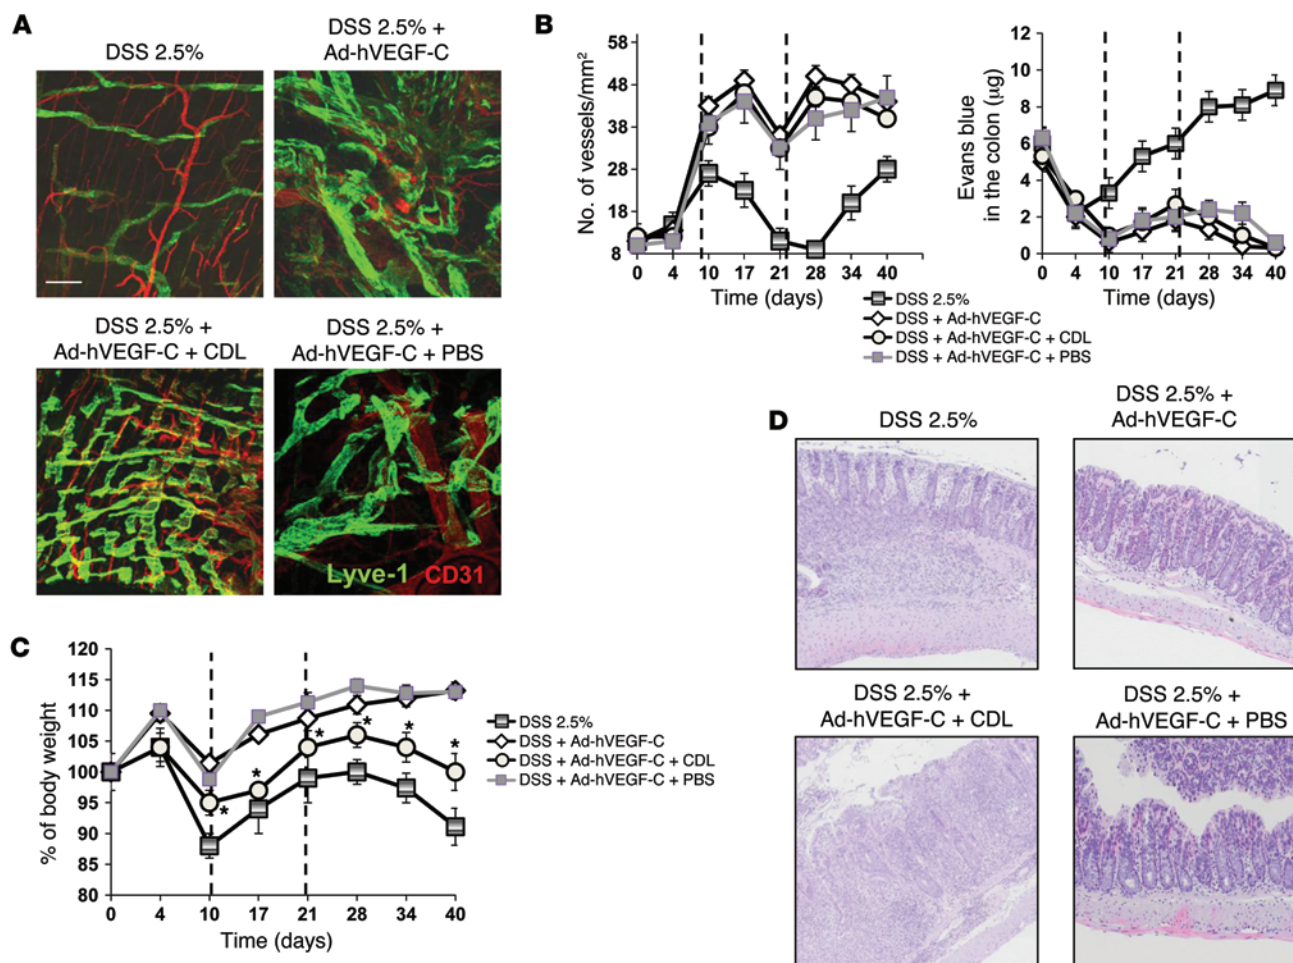 A
DSS 2.5%
DSS 2.5% +
Ad-hVEGF-C
DSS 2.5% +
Ad-hVEGF-C + CDL
DSS 2.5% +
Ad-hVEGF-C + PBS
Lyve-1 CD31
B
No. of vessels/mm²
58
48
38
28
18
8
0 4 10 17 21 28 34 40
Time (days)
Evans blue
in the colon (μg)
12
10
8
6
4
2
0
0 4 10 17 21 28 34 40
Time (days)
DSS 2.5%
DSS + Ad-hVEGF-C
DSS + Ad-hVEGF-C + CDL
DSS + Ad-hVEGF-C + PBS
C
% of body weight
120
115
110
105
100
95
90
85
80
* * * * * *
0 4 10 17 21 28 34 40
Time (days)
DSS 2.5%
DSS + Ad-hVEGF-C
DSS + Ad-hVEGF-C + CDL
DSS + Ad-hVEGF-C + PBS
D
DSS 2.5%
DSS 2.5% +
Ad-hVEGF-C
DSS 2.5% +
Ad-hVEGF-C + CDL
DSS 2.5% +
Ad-hVEGF-C + PBS